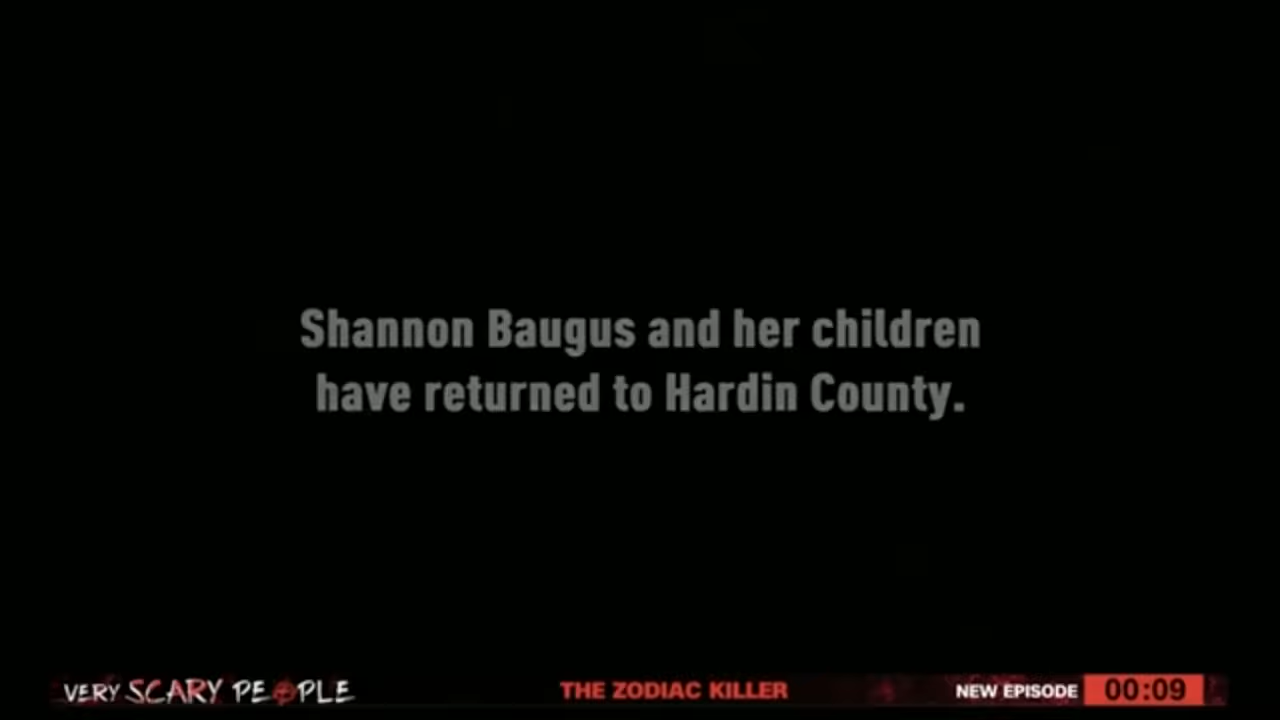 Shannon Baugus and her children
have returned to Hardin County.
VERY SCARY PEOPLE THE ZODIAC KILLER NEW EPISODE 00:09